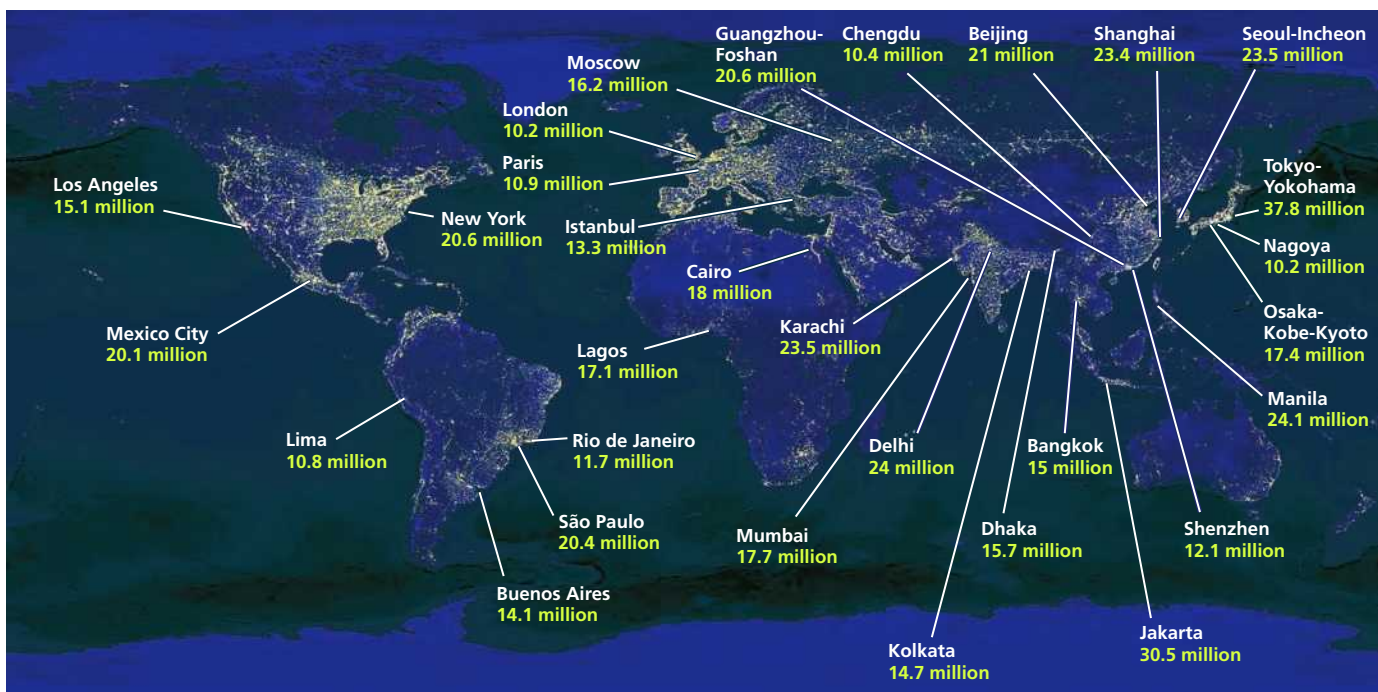 Guangzhou-
Foshan
20.6 million
Chengdu
10.4 million
Beijing
21 million
Shanghai
23.4 million
Seoul-Incheon
23.5 million
Moscow
16.2 million
London
10.2 million
Paris
10.9 million
Los Angeles
15.1 million
New York
20.6 million
Istanbul
13.3 million
Tokyo-
Yokohama
37.8 million
Nagoya
10.2 million
Cairo
18 million
Mexico City
20.1 million
Lagos
17.1 million
Karachi
23.5 million
Osaka-
Kobe-Kyoto
17.4 million
Manila
24.1 million
Lima
10.8 million
Rio de Janeiro
11.7 million
Delhi
24 million
Bangkok
15 million
São Paulo
20.4 million
Mumbai
17.7 million
Dhaka
15.7 million
Shenzhen
12.1 million
Buenos Aires
14.1 million
Kolkata
14.7 million
Jakarta
30.5 million